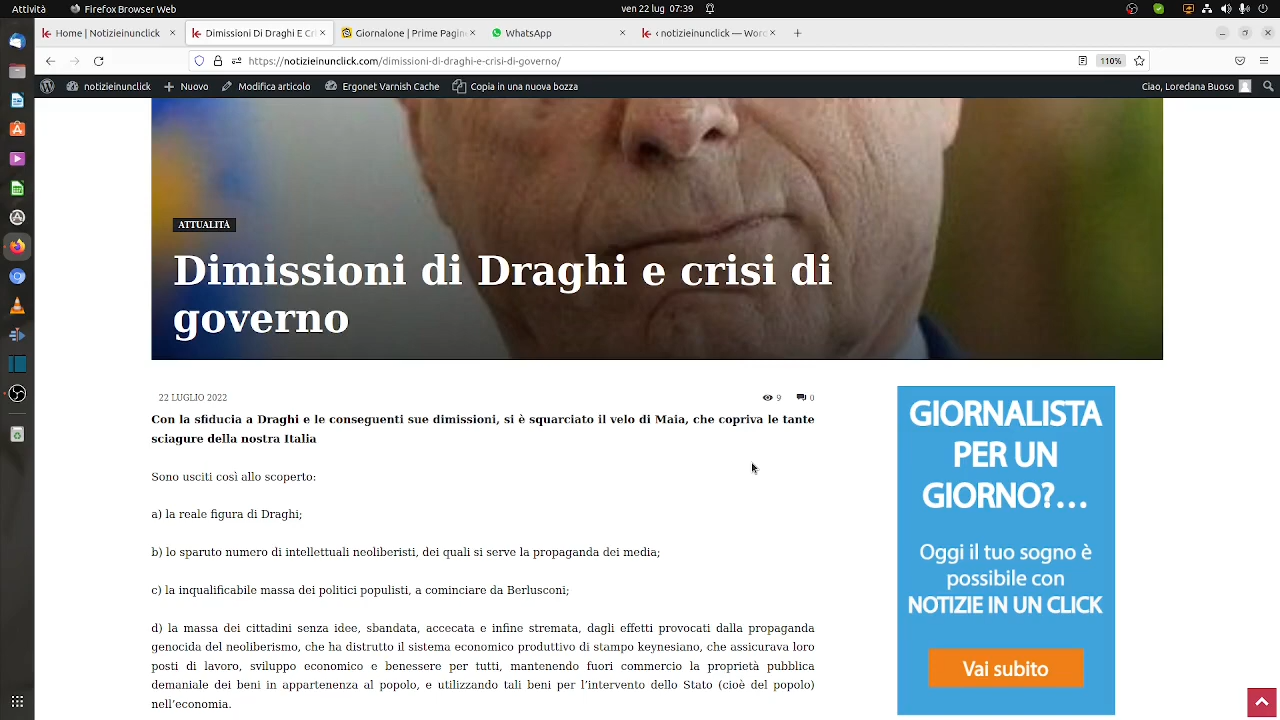 Attività
Firefox Web Browser
ven 22 lug 07:39
Home | Notizieinunclick
Dimissioni Di Draghi E Cri
Giornalone | Prime Pagin
WhatsApp
‹ notizieinunclick — Worc
https://notizieinunclick.com/dimissioni-di-draghi-e-crisi-di-governo/
110%
notizieinunclick
Nuovo
Modifica articolo
Ergonet Varnish Cache
Copia in una nuova bozza
Ciao, Loredana Buoso
ATTUALITÀ
Dimissioni di Draghi e crisi di
governo
22 LUGLIO 2022
9
0
Con la sfiducia a Draghi e le conseguenti sue dimissioni, si è squarciato il velo di Maia, che copriva le tante
sciagure della nostra Italia
Sono usciti così allo scoperto:
a) la reale figura di Draghi;
b) lo sparuto numero di intellettuali neoliberisti, dei quali si serve la propaganda dei media;
c) la inqualificabile massa dei politici populisti, a cominciare da Berlusconi;
d) la massa dei cittadini senza idee, sbandata, accecata e infine stremata, dagli effetti provocati dalla propaganda
genocida del neoliberismo, che ha distrutto il sistema economico produttivo di stampo keynesiano, che assicurava loro
posti di lavoro, sviluppo economico e benessere per tutti, mantenendo fuori commercio la proprietà pubblica
demaniale dei beni in appartenenza al popolo, e utilizzando tali beni per l'intervento dello Stato (cioè del popolo)
nell'economia.
GIORNALISTA
PER UN
GIORNO?...
Oggi il tuo sogno è
possibile con
NOTIZIE IN UN CLICK
Vai subito